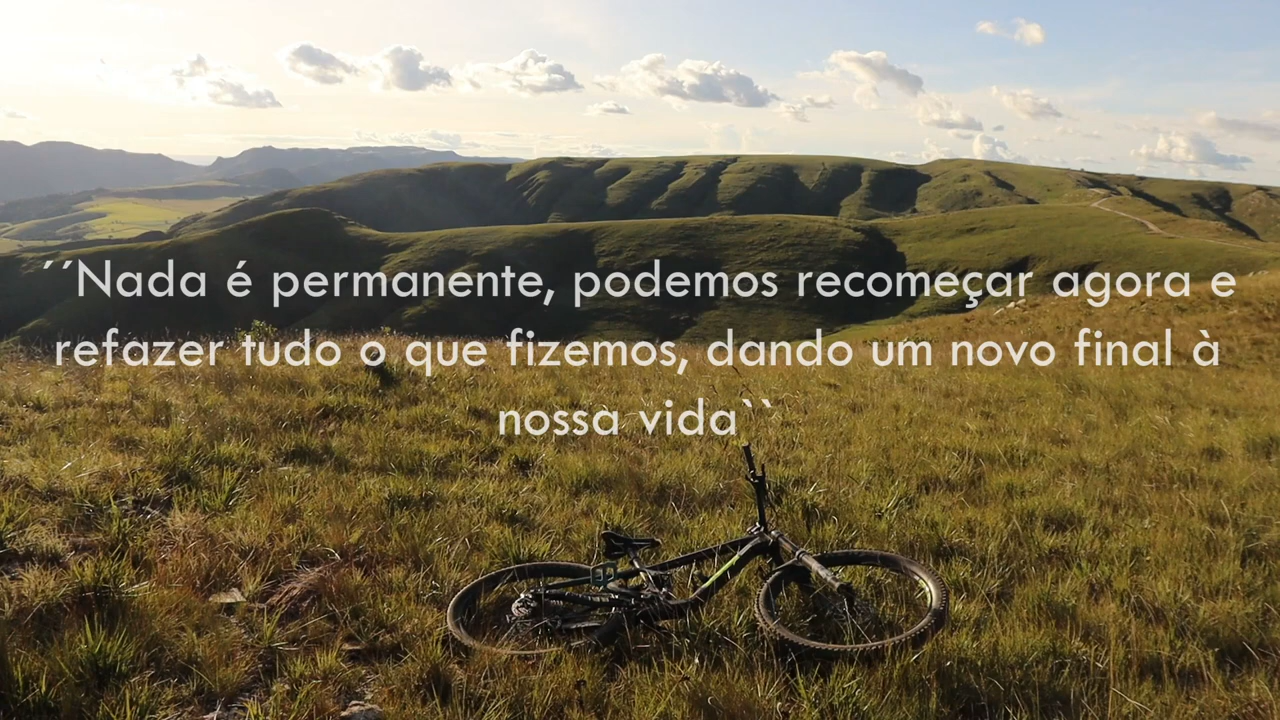 ´´Nada é permanente, podemos recomeçar agora e
refazer tudo o que fizemos, dando um novo final à
nossa vida``